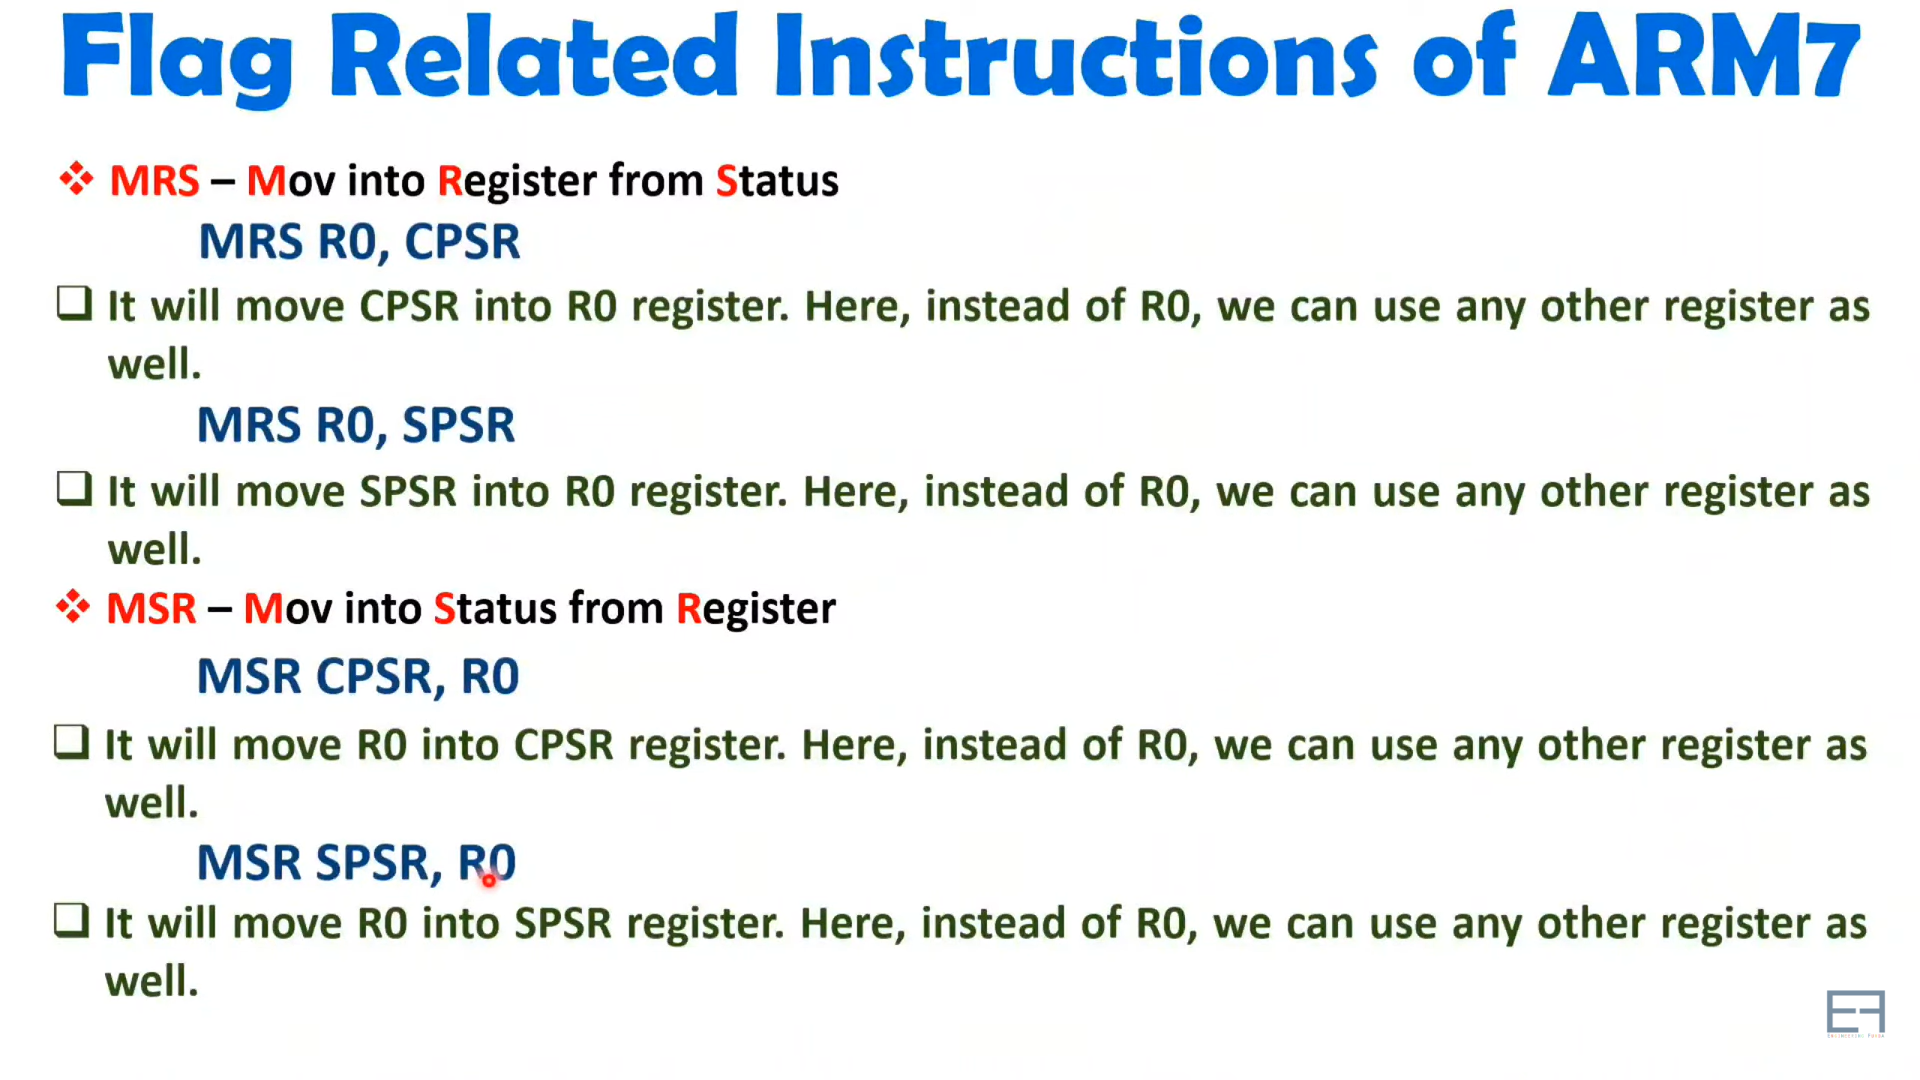 Flag Related Instructions of ARM7
MRS – Mov into Register from Status
MRS R0, CPSR
It will move CPSR into R0 register. Here, instead of R0, we can use any other register as
well.
MRS R0, SPSR
It will move SPSR into R0 register. Here, instead of R0, we can use any other register as
well.
MSR – Mov into Status from Register
MSR CPSR, R0
It will move R0 into CPSR register. Here, instead of R0, we can use any other register as
well.
MSR SPSR, R0
It will move R0 into SPSR register. Here, instead of R0, we can use any other register as
well.